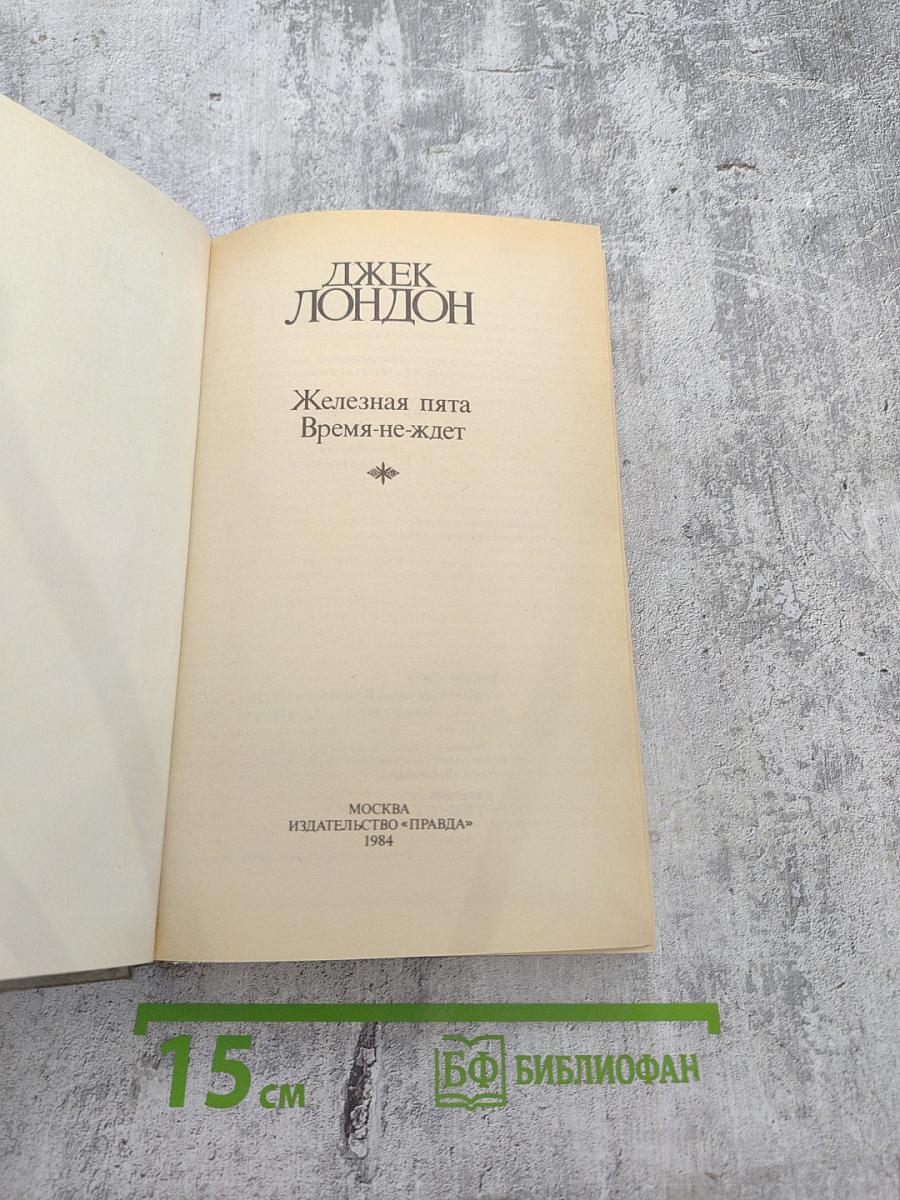 ДЖЕК
ЛОНДОН
Железная пята
Время-не-ждет
МОСКВА
ИЗДАТЕЛЬСТВО «ПРАВДА»
1984
15 см
БФ БИБЛИОФАН